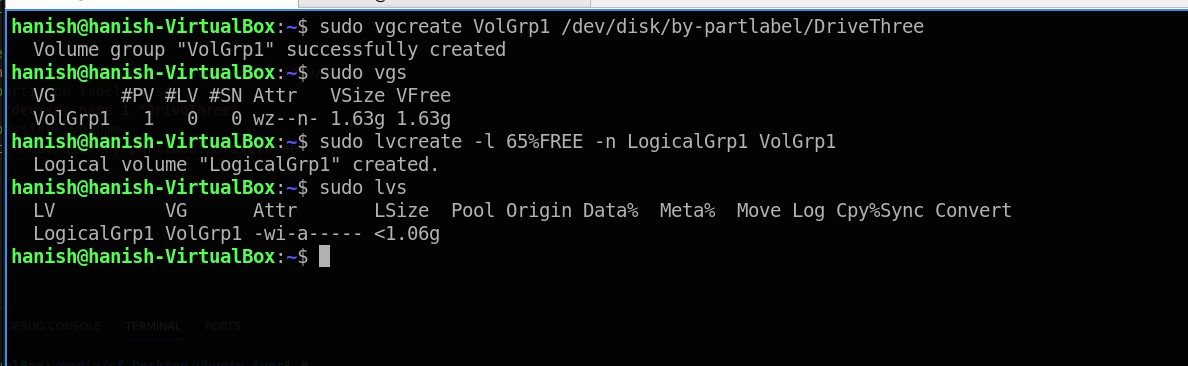 hanish@hanish-VirtualBox:~$ sudo vgcreate VolGrp1 /dev/disk/by-partlabel/DriveThree
  Volume group "VolGrp1" successfully created
hanish@hanish-VirtualBox:~$ sudo vgs
  VG      #PV #LV #SN Attr   VSize VFree
  VolGrp1   1   0   0 wz--n- 1.63g 1.63g
hanish@hanish-VirtualBox:~$ sudo lvcreate -l 65%FREE -n LogicalGrp1 VolGrp1
  Logical volume "LogicalGrp1" created.
hanish@hanish-VirtualBox:~$ sudo lvs
  LV          VG      Attr       LSize  Pool Origin Data%  Meta%  Move Log Cpy%Sync Convert
  LogicalGrp1 VolGrp1 -wi-a----- <1.06g
hanish@hanish-VirtualBox:~$
DEBUG CONSOLE TERMINAL PORTS